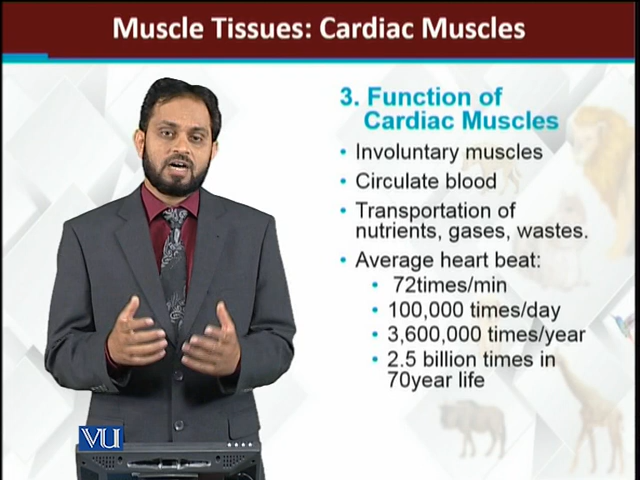 Muscle Tissues: Cardiac Muscles
3. Function of
Cardiac Muscles
• Involuntary muscles
• Circulate blood
• Transportation of
nutrients, gases, wastes.
• Average heart beat:
• 72times/min
• 100,000 times/day
• 3,600,000 times/year
• 2.5 billion times in
70year life
VU